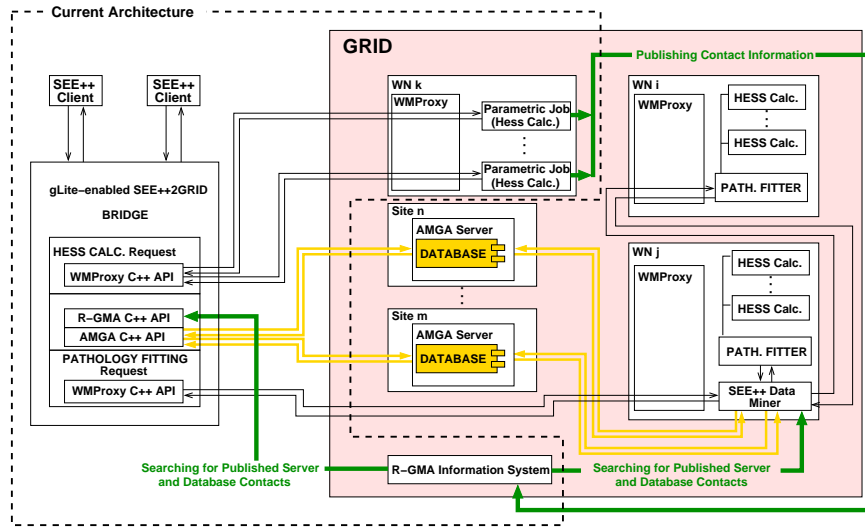 Current Architecture
GRID
Publishing Contact Information
SEE++
Client
SEE++
Client
WN k
WMProxy
Parametric Job
(Hess Calc.)
Parametric Job
(Hess Calc.)
WN i
WMProxy
HESS Calc.
HESS Calc.
PATH. FITTER
gLite−enabled SEE++2GRID
BRIDGE
HESS CALC. Request
WMProxy C++ API
R−GMA C++ API
AMGA C++ API
PATHOLOGY FITTING
Request
WMProxy C++ API
Site n
AMGA Server
DATABASE
Site m
AMGA Server
DATABASE
WN j
WMProxy
HESS Calc.
HESS Calc.
PATH. FITTER
SEE++ Data
Miner
Searching for Published Server
and Database Contacts
R−GMA Information System
Searching for Published Server
and Database Contacts